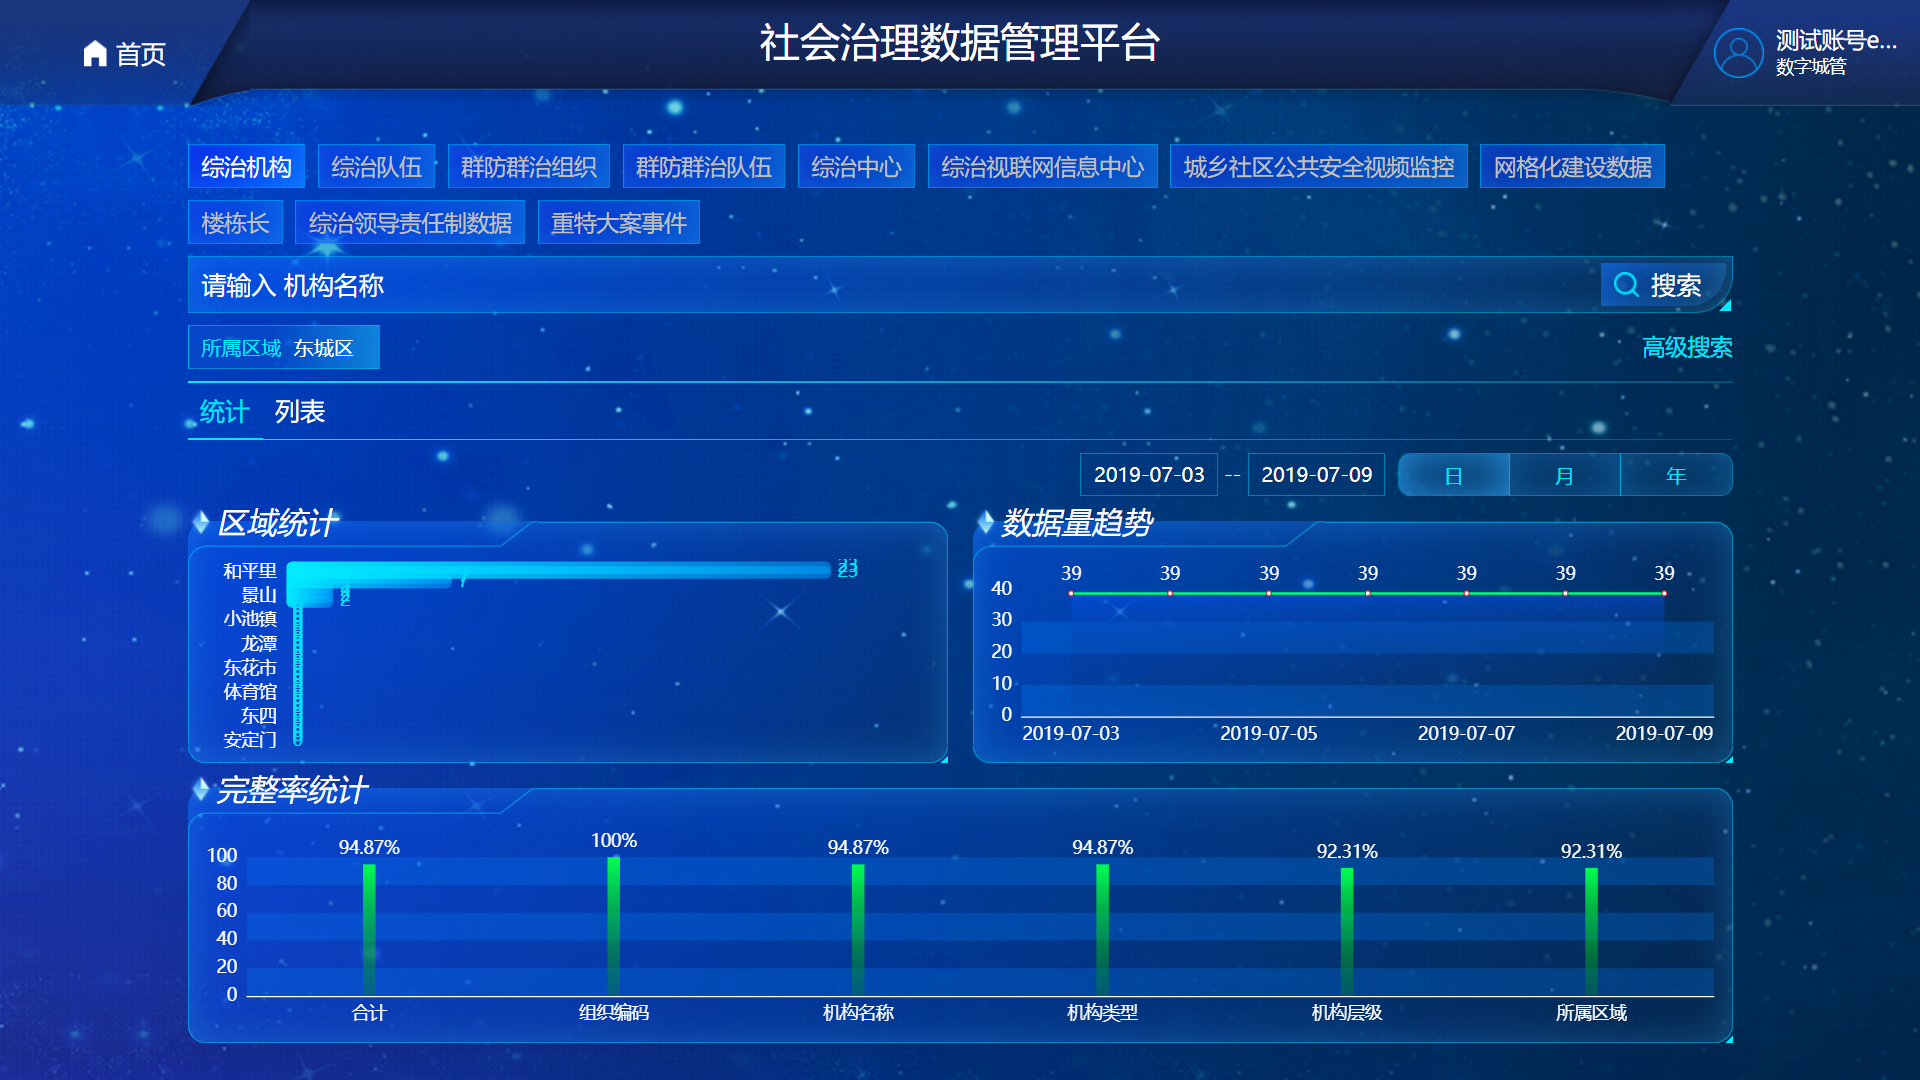 首页
社会治理数据管理平台
测试账号e...
数字城管
综治机构 综治队伍 群防群治组织 群防群治队伍 综治中心 综治视联网信息中心 城乡社区公共安全视频监控 网格化建设数据
楼栋长 综治领导责任制数据 重特大案事件
请输入 机构名称 搜索
所属区域 东城区 高级搜索
统计 列表
2019-07-03 -- 2019-07-09 日 月 年
区域统计
和平里 23
景山 2
小池镇
龙潭
东花市
体育馆
东四
安定门
数据量趋势
39 39 39 39 39 39 39
40
30
20
10
0
2019-07-03 2019-07-05 2019-07-07 2019-07-09
完整率统计
94.87% 100% 94.87% 94.87% 92.31% 92.31%
100
80
60
40
20
0
合计 组织编码 机构名称 机构类型 机构层级 所属区域